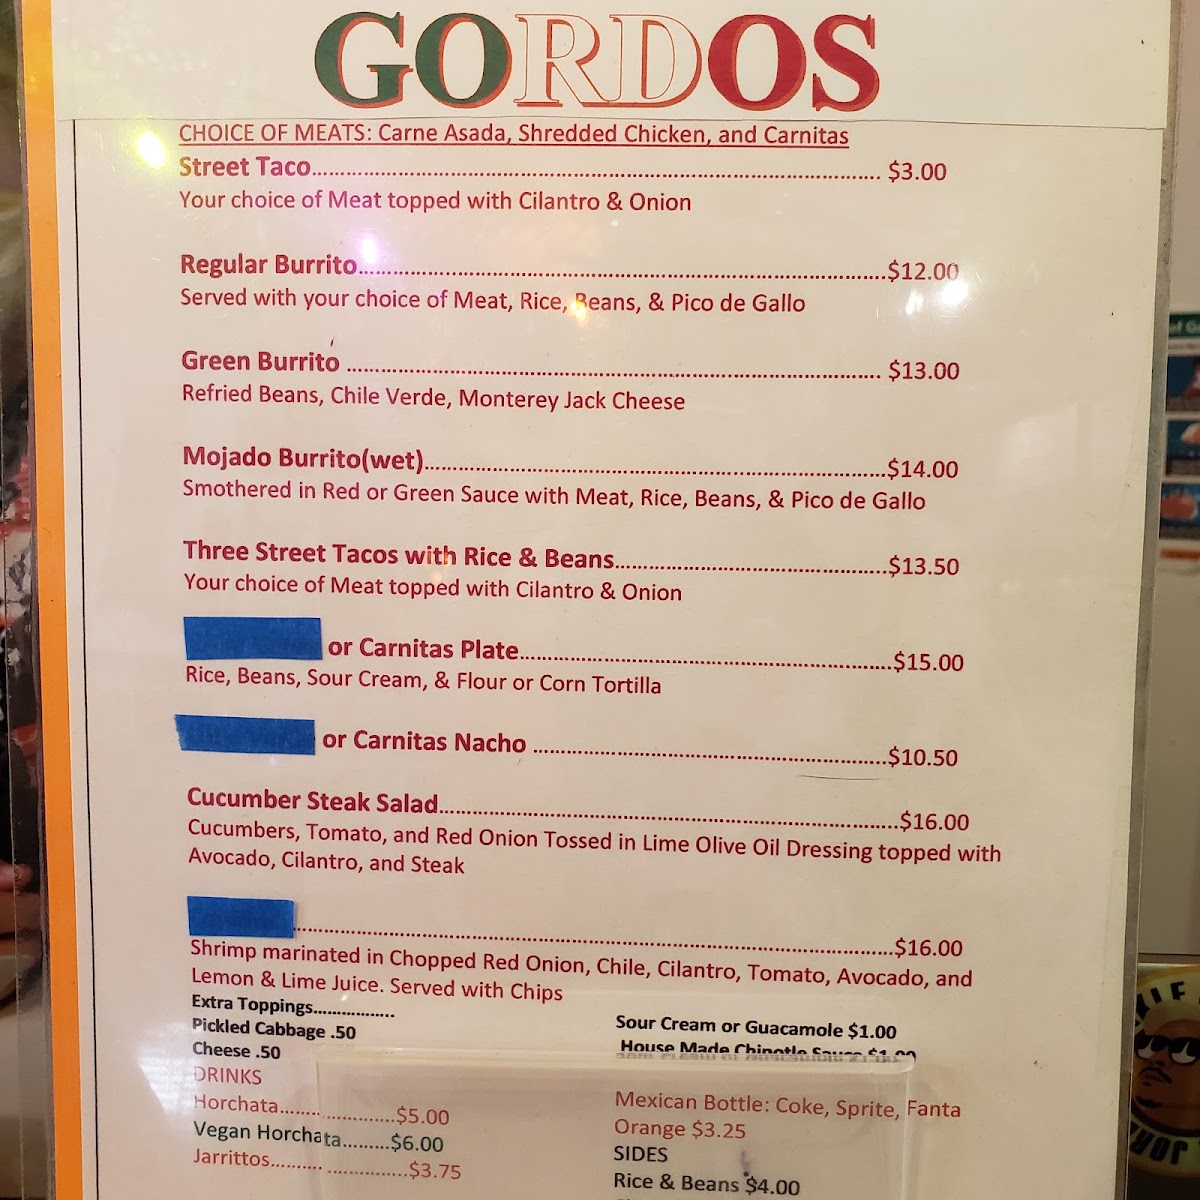 GORDOS
CHOICE OF MEATS: Carne Asada, Shredded Chicken, and Carnitas
Street Taco.................... $3.00
Your choice of Meat topped with Cilantro & Onion
Regular Burrito....................$12.00
Served with your choice of Meat, Rice, Beans, & Pico de Gallo
Green Burrito .................... $13.00
Refried Beans, Chile Verde, Monterey Jack Cheese
Mojado Burrito(wet)....................$14.00
Smothered in Red or Green Sauce with Meat, Rice, Beans, & Pico de Gallo
Three Street Tacos with Rice & Beans....................$13.50
Your choice of Meat topped with Cilantro & Onion
or Carnitas Plate....................$15.00
Rice, Beans, Sour Cream, & Flour or Corn Tortilla
or Carnitas Nacho ....................$10.50
Cucumber Steak Salad....................$16.00
Cucumbers, Tomato, and Red Onion Tossed in Lime Olive Oil Dressing topped with
Avocado, Cilantro, and Steak
....................$16.00
Shrimp marinated in Chopped Red Onion, Chile, Cilantro, Tomato, Avocado, and
Lemon & Lime Juice. Served with Chips
Extra Toppings.................
Pickled Cabbage .50
Cheese .50
Sour Cream or Guacamole $1.00
House Made Chipotle Sauce $1.00
DRINKS
Horchata....................$5.00
Vegan Horchata.........$6.00
Jarrittos....................$3.75
Mexican Bottle: Coke, Sprite, Fanta
Orange $3.25
SIDES
Rice & Beans $4.00